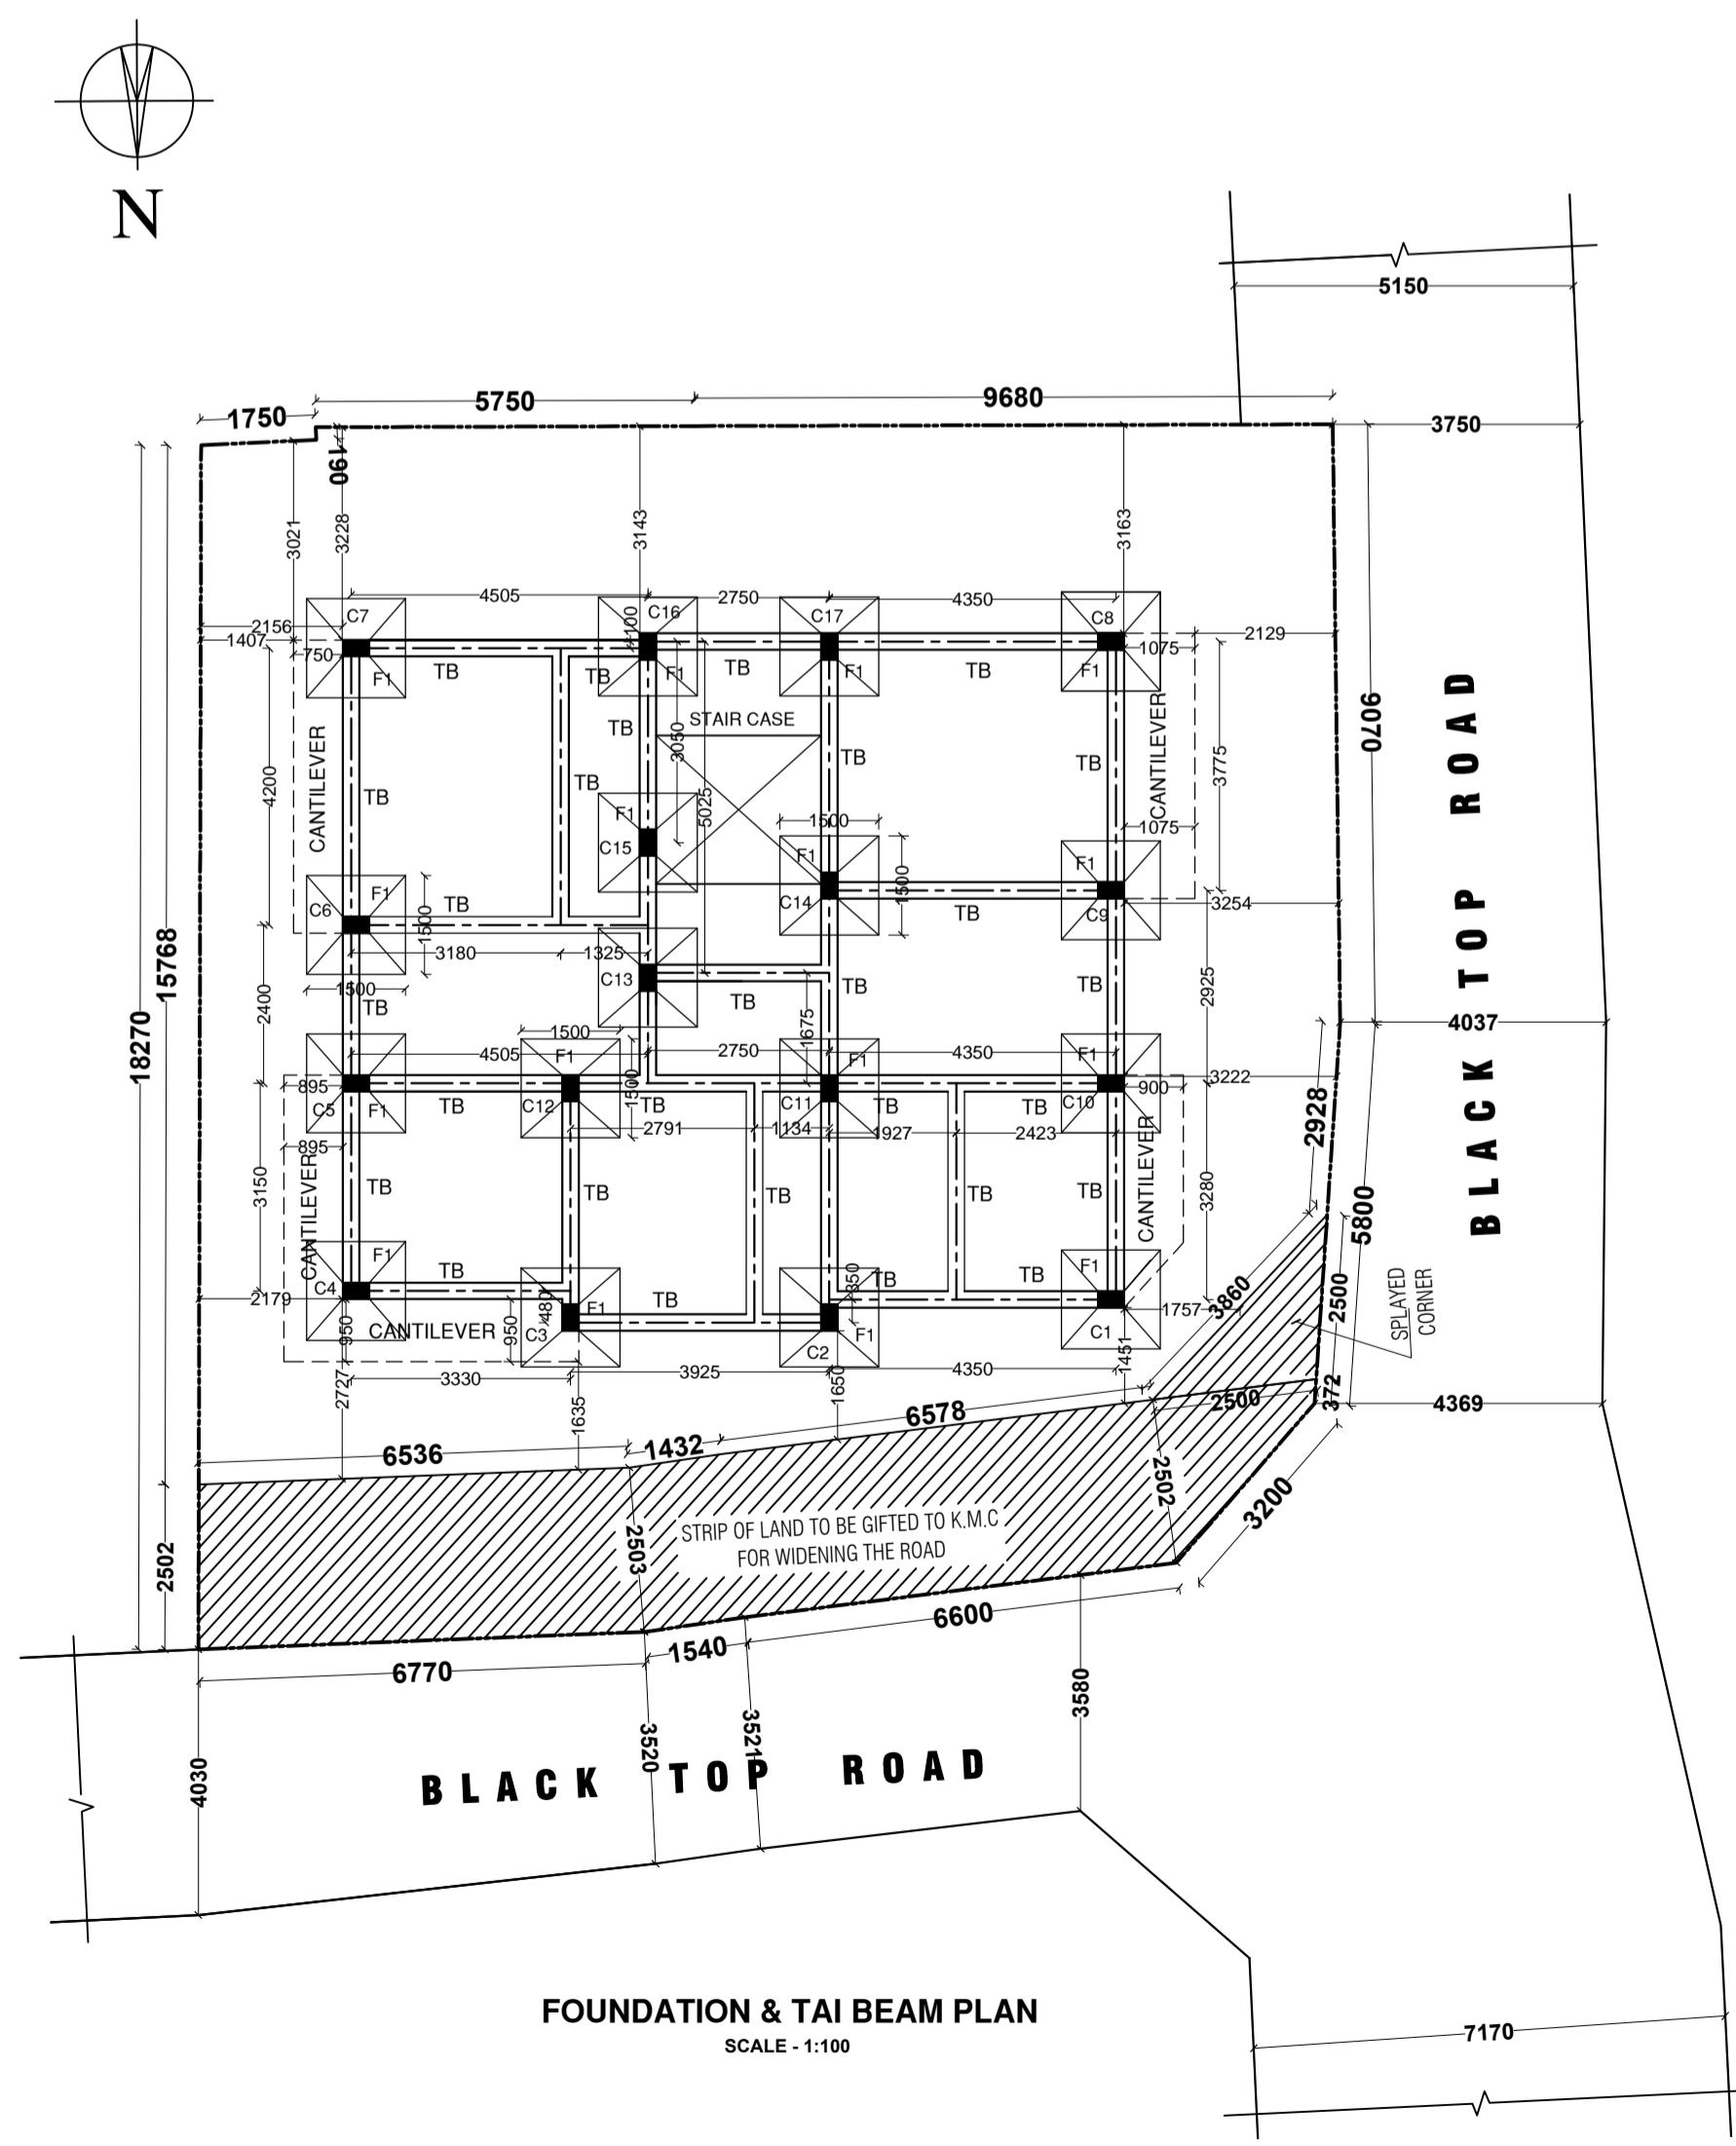 N
5150
1750
5750
9680
3750
190
3021
3228
3143
3163
4505
2750
4350
C7
C16
C17
C8
100
2156
1407
750
2129
1075
F1
TB
TB
F1
TB
F1
TB
F1
STAIR CASE
TB
3050
TB
TB
CANTILEVER
CANTILEVER
3775
9070
BLACK TOP ROAD
4200
TB
TB
5025
F1
C15
1500
1075
F1
C14
1500
F1
C9
3254
F1
C6
TB
1500
TB
3180
1325
C13
15768
18270
1500
TB
2400
TB
TB
TB
2925
1675
1500
4505
F1
2750
F1
4350
F1
4037
895
C5
F1
TB
C12
1500
TB
C11
TB
TB
C10
900
3222
2791
1134
1927
2423
2928
895
CANTILEVER
3150
TB
TB
TB
TB
TB
3280
CANTILEVER
5800
F1
C4
TB
2179
950
CANTILEVER
950
480
F1
C3
TB
350
TB
F1
C2
TB
F1
C1
1757
3860
2500
SPLAYED
CORNER
1451
2727
3330
3925
4350
1635
1650
6536
1432
6578
2500
372
4369
2502
2503
2502
3200
STRIP OF LAND TO BE GIFTED TO K.M.C
FOR WIDENING THE ROAD
6770
1540
6600
4030
3520
3521
3580
BLACK TOP ROAD
FOUNDATION & TAI BEAM PLAN
SCALE - 1:100
7170